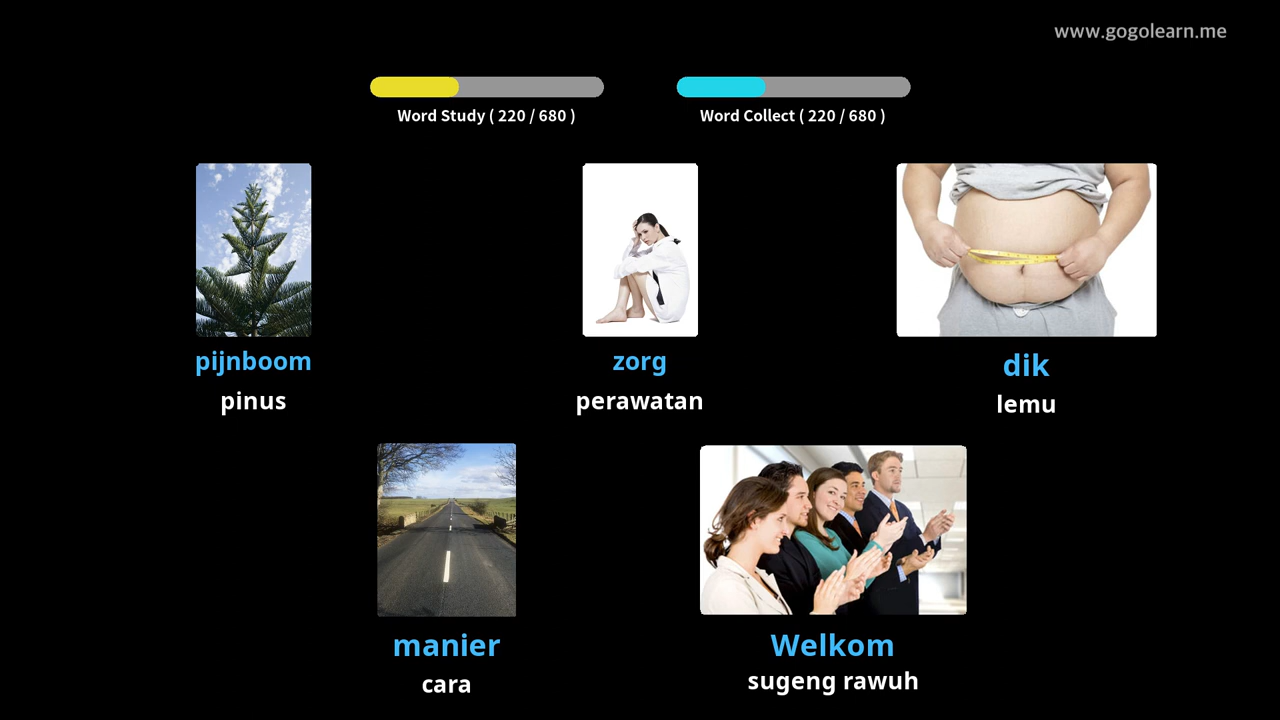 www.gogolearn.me
Word Study ( 220 / 680 )
Word Collect ( 220 / 680 )
pijnboom
pinus
zorg
perawatan
dik
lemu
manier
cara
Welkom
sugeng rawuh